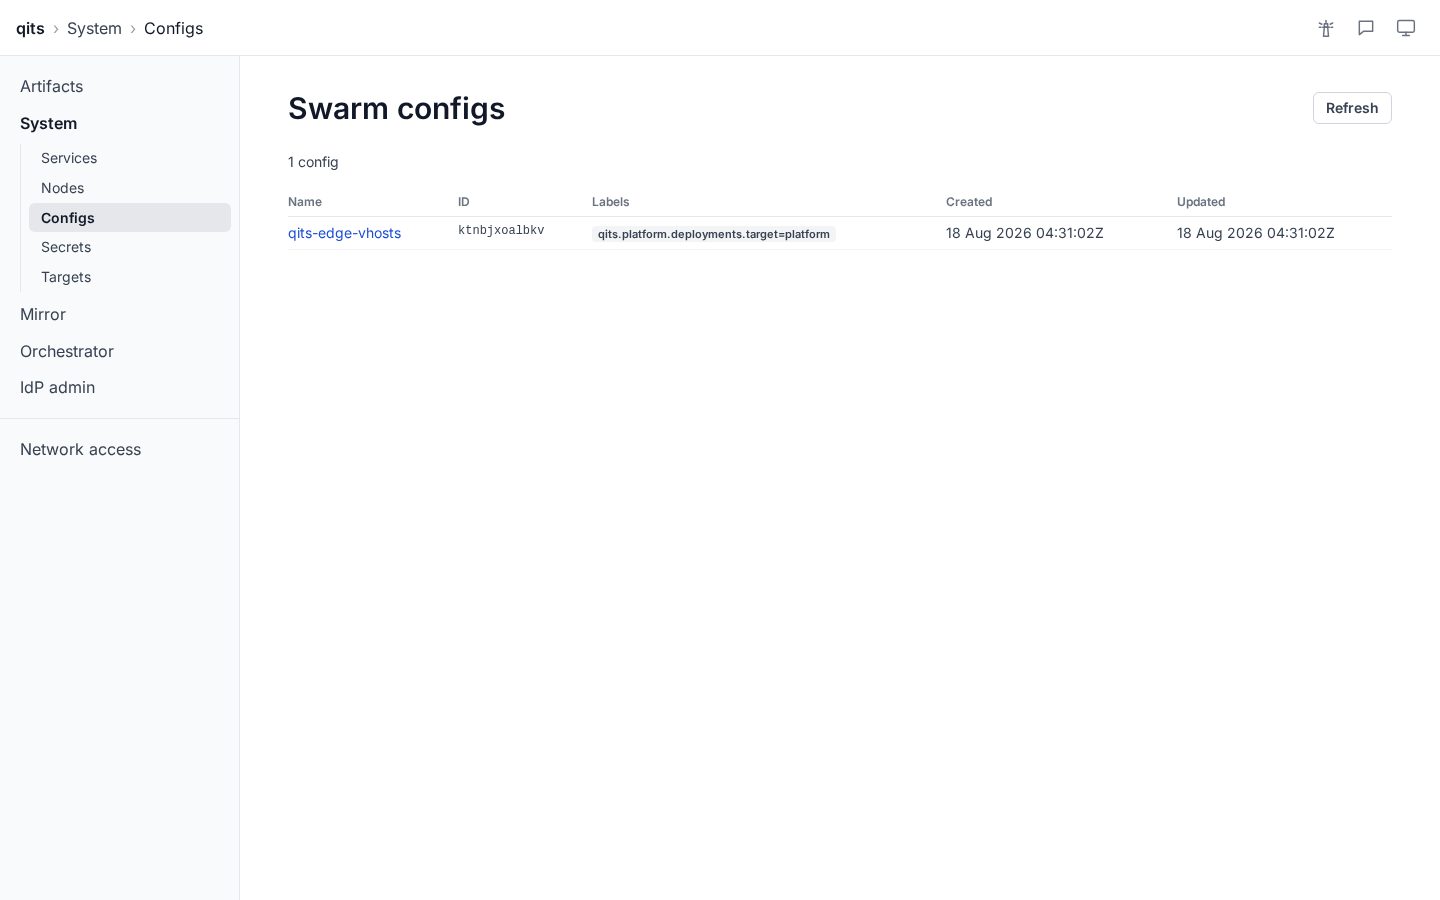 qits › System › Configs
Artifacts
System
Services
Nodes
Configs
Secrets
Targets
Mirror
Orchestrator
IdP admin
Network access
Swarm configs
Refresh
1 config
Name ID Labels Created Updated
qits-edge-vhosts ktnbjxoalbkv qits.platform.deployments.target=platform 18 Aug 2026 04:31:02Z 18 Aug 2026 04:31:02Z